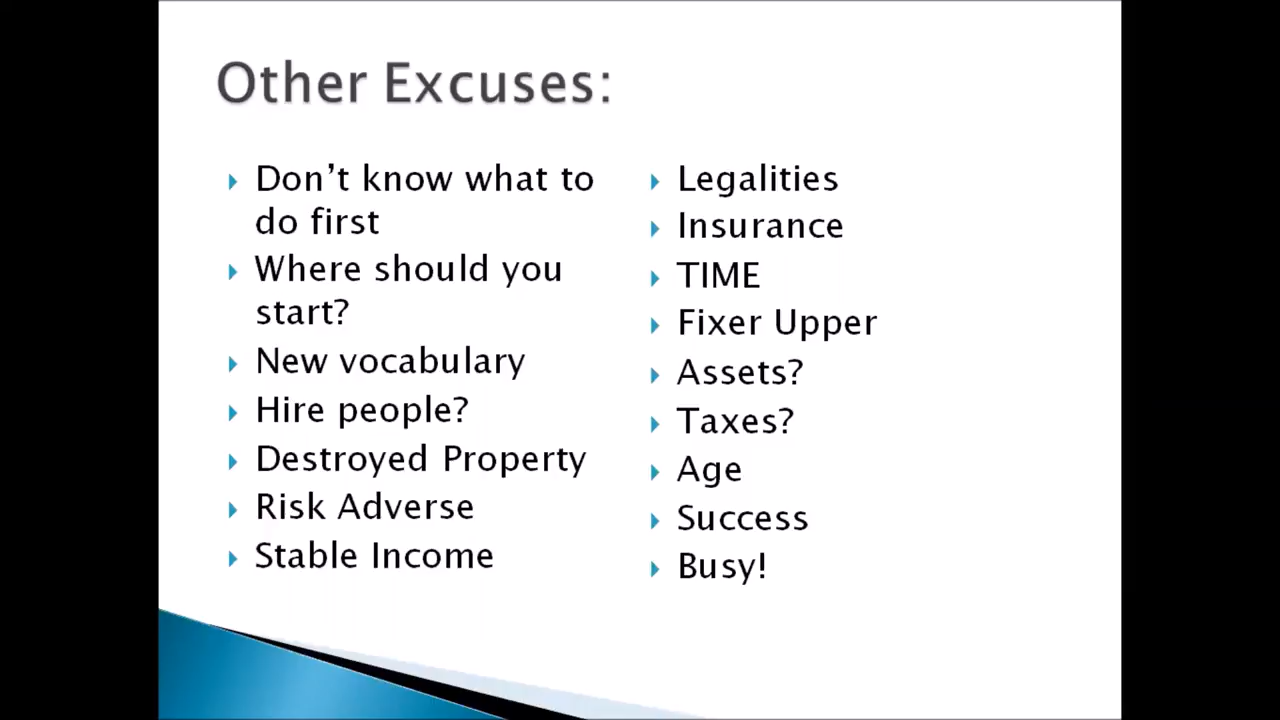 Other Excuses:
Don't know what to
do first
Where should you
start?
New vocabulary
Hire people?
Destroyed Property
Risk Adverse
Stable Income
Legalities
Insurance
TIME
Fixer Upper
Assets?
Taxes?
Age
Success
Busy!